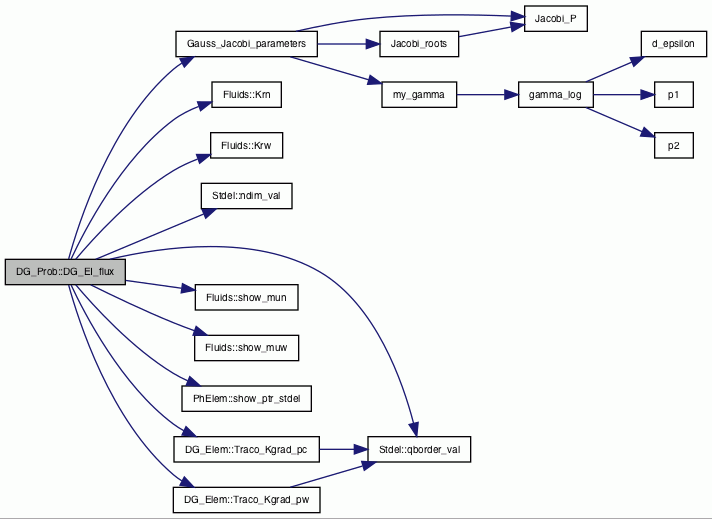 DG_Prob::DG_EI_flux
Gauss_Jacobi_parameters
Jacobi_P
Jacobi_roots
my_gamma
gamma_log
d_epsilon
p1
p2
Fluids::Krn
Fluids::Krw
Stdel::ndim_val
Fluids::show_mun
Fluids::show_muw
PhElem::show_ptr_stdel
DG_Elem::Traco_Kgrad_pc
DG_Elem::Traco_Kgrad_pw
Stdel::qborder_val